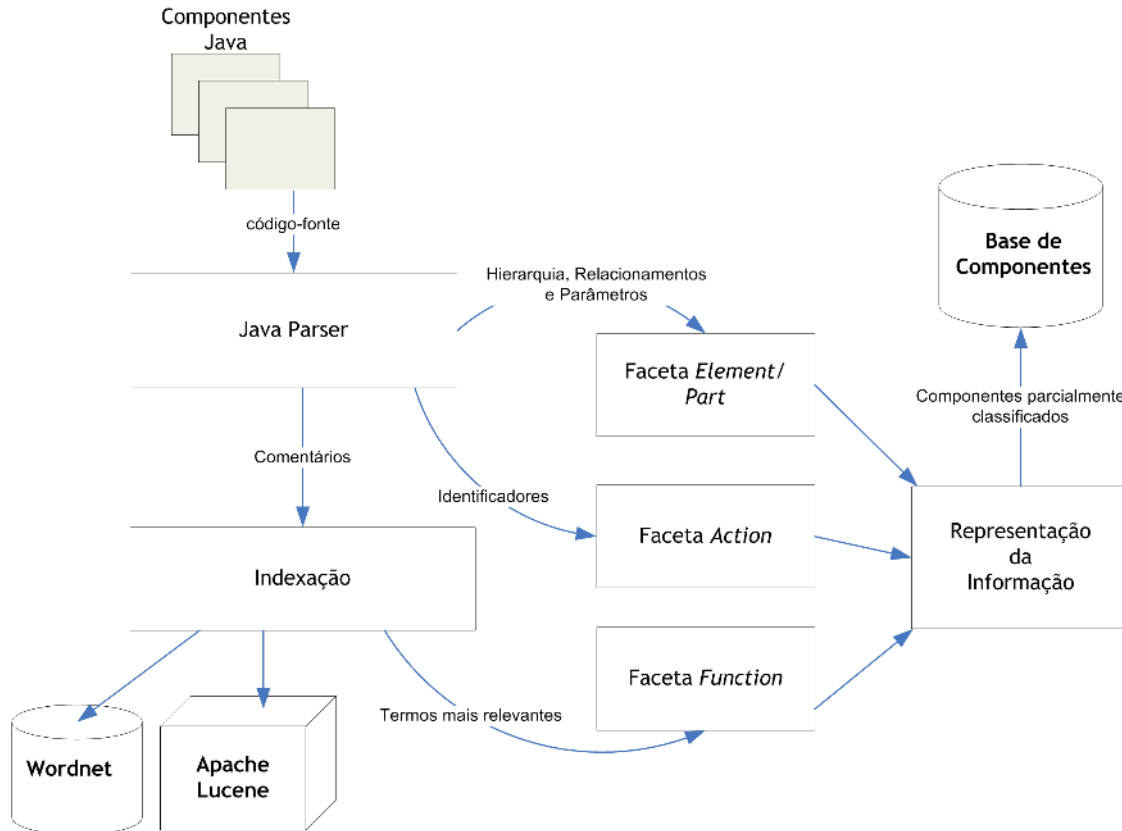 Componentes
Java
código-fonte
Java Parser
Hierarquia, Relacionamentos
e Parâmetros
Base de
Componentes
Faceta Element/
Part
Componentes parcialmente
classificados
Comentários
Identificadores
Faceta Action
Representação
da
Informação
Indexação
Faceta Function
Termos mais relevantes
Wordnet
Apache
Lucene